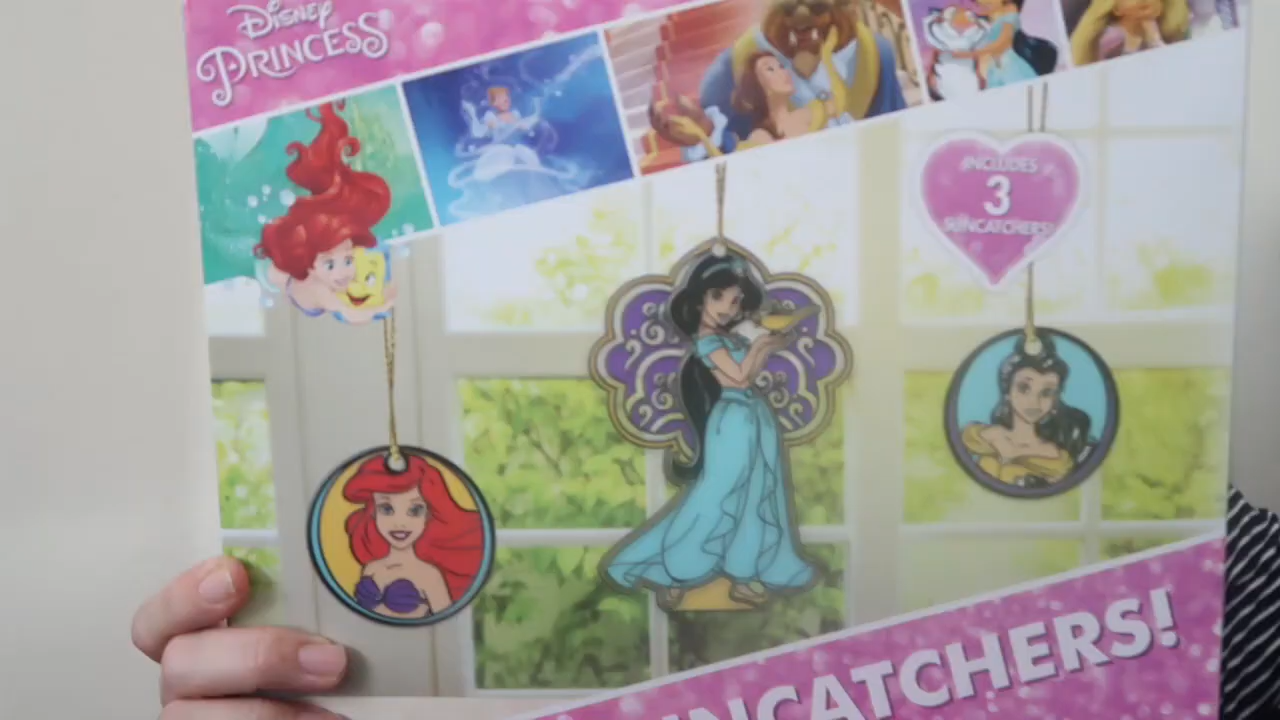 Disney
PRINCESS
INCLUDES
3
SUNCATCHERS!
NCATCHERS!